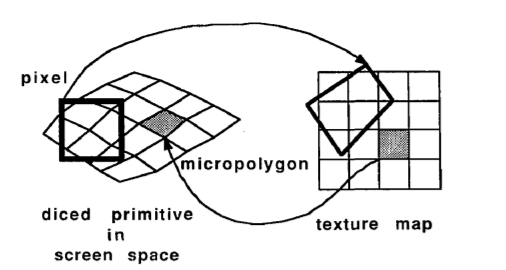 pixel
micropolygon
diced primitive
in
screen space
texture map